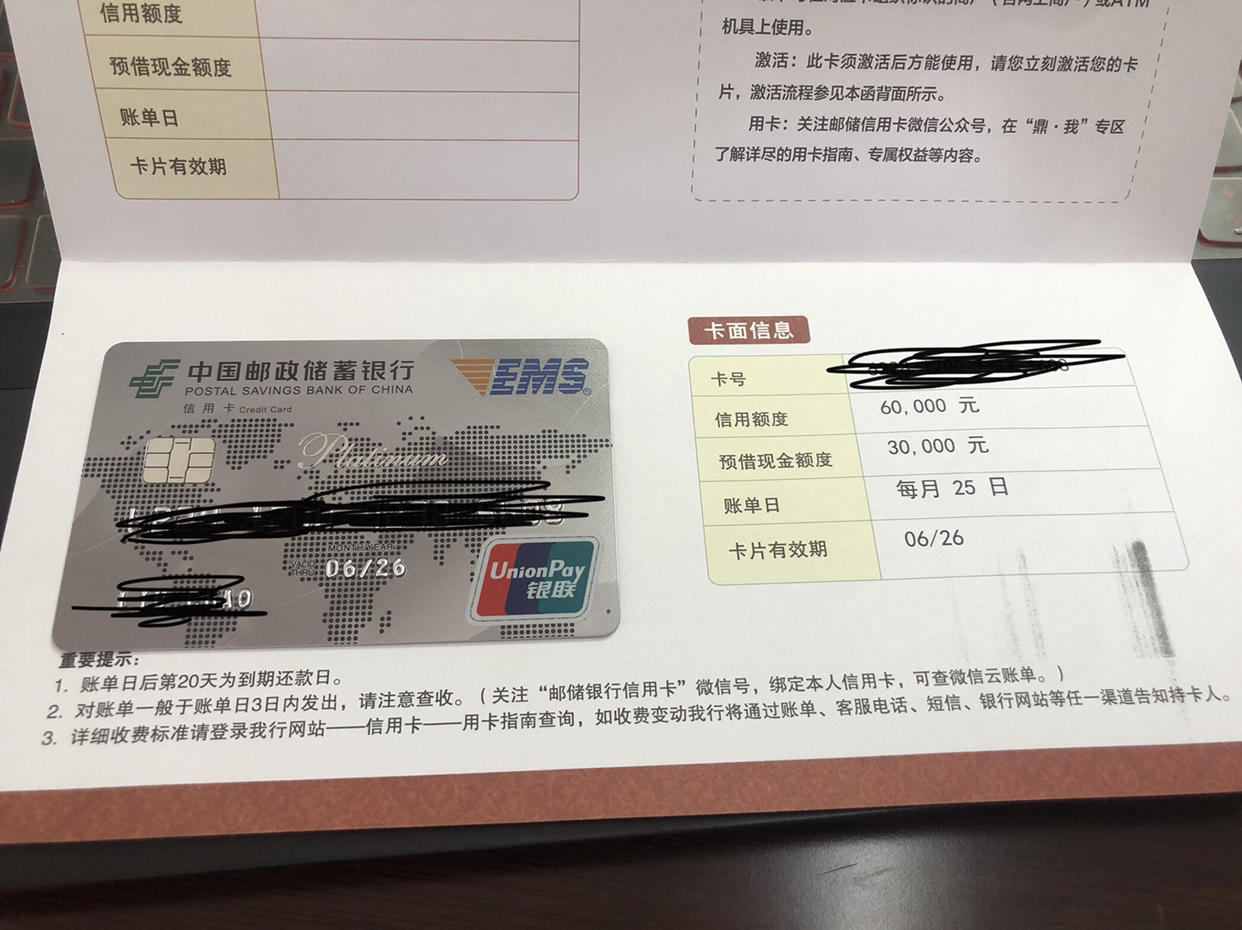 信用额度
预借现金额度
账单日
卡片有效期
机具上使用。
激活：此卡须激活后方能使用，请您立刻激活您的卡
片，激活流程参见本函背面所示。
用卡：关注邮储信用卡微信公众号，在“鼎·我”专区
了解详尽的用卡指南、专属权益等内容。
中国邮政储蓄银行
POSTAL SAVINGS BANK OF CHINA
信用卡 Credit Card
EMS
Platinum
MONTH/YEAR
VALID THRU 06/26
UnionPay
银联
卡面信息
卡号
信用额度 60,000 元
预借现金额度 30,000 元
账单日 每月 25 日
卡片有效期 06/26
重要提示：
1. 账单日后第20天为到期还款日。
2. 对账单一般于账单日3日内发出，请注意查收。（关注“邮储银行信用卡”微信号，绑定本人信用卡，可查微信云账单。）
3. 详细收费标准请登录我行网站——信用卡——用卡指南查询，如收费变动我行将通过账单、客服电话、短信、银行网站等任一渠道告知持卡人。